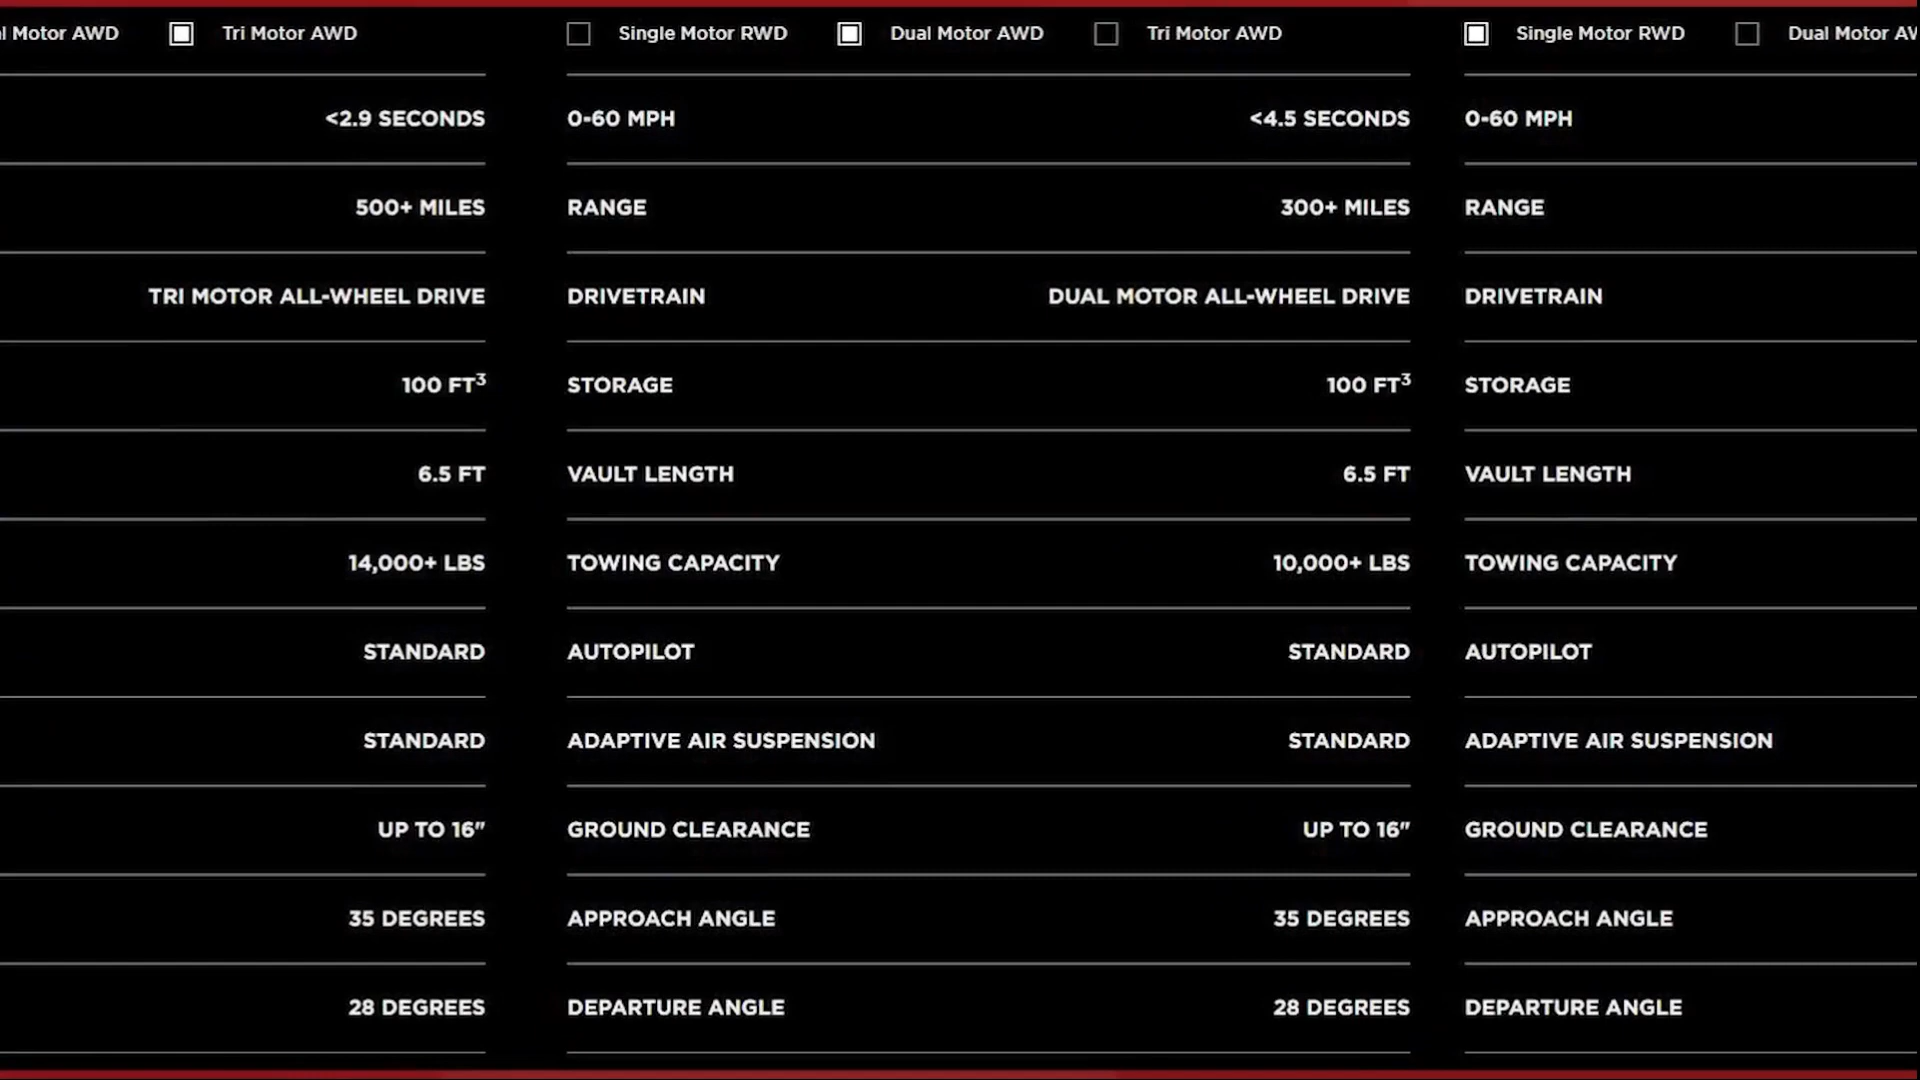 l Motor AWD Tri Motor AWD
<2.9 SECONDS
500+ MILES
TRI MOTOR ALL-WHEEL DRIVE
100 FT³
6.5 FT
14,000+ LBS
STANDARD
STANDARD
UP TO 16"
35 DEGREES
28 DEGREES
Single Motor RWD Dual Motor AWD Tri Motor AWD
0-60 MPH <4.5 SECONDS
RANGE 300+ MILES
DRIVETRAIN DUAL MOTOR ALL-WHEEL DRIVE
STORAGE 100 FT³
VAULT LENGTH 6.5 FT
TOWING CAPACITY 10,000+ LBS
AUTOPILOT STANDARD
ADAPTIVE AIR SUSPENSION STANDARD
GROUND CLEARANCE UP TO 16"
APPROACH ANGLE 35 DEGREES
DEPARTURE ANGLE 28 DEGREES
Single Motor RWD Dual Motor AW
0-60 MPH
RANGE
DRIVETRAIN
STORAGE
VAULT LENGTH
TOWING CAPACITY
AUTOPILOT
ADAPTIVE AIR SUSPENSION
GROUND CLEARANCE
APPROACH ANGLE
DEPARTURE ANGLE